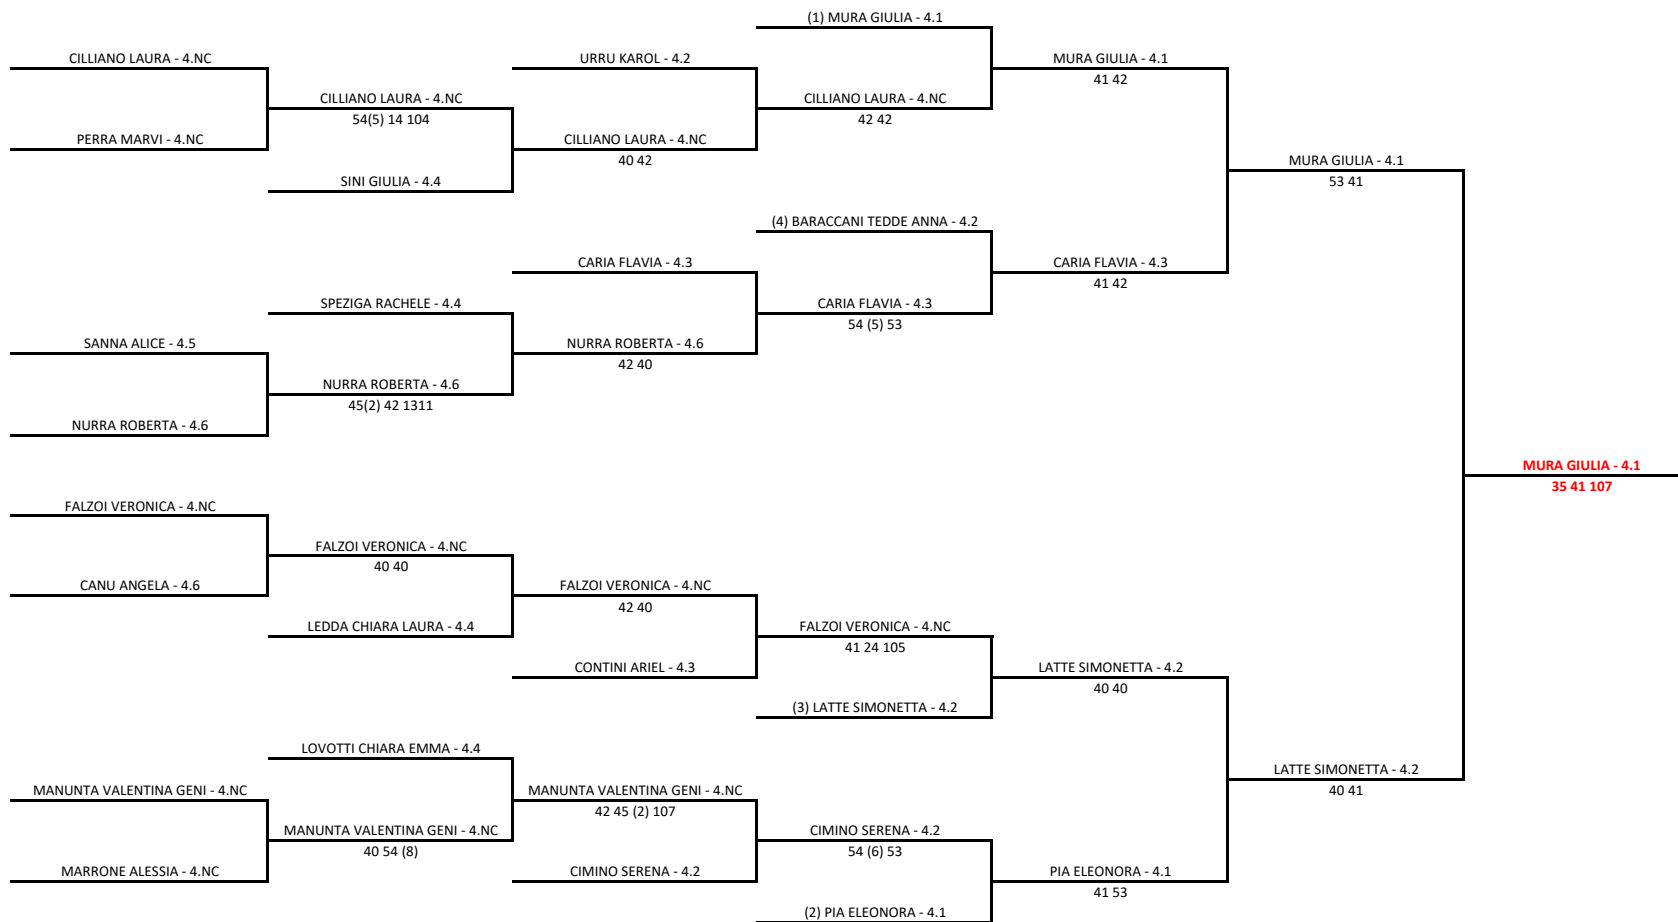 (1) MURA GIULIA - 4.1
CILLIANO LAURA - 4.NC
URRU KAROL - 4.2
MURA GIULIA - 4.1
41 42
CILLIANO LAURA - 4.NC
54(5) 14 104
CILLIANO LAURA - 4.NC
42 42
PERRA MARVI - 4.NC
CILLIANO LAURA - 4.NC
40 42
MURA GIULIA - 4.1
53 41
SINI GIULIA - 4.4
(4) BARACCANI TEDDE ANNA - 4.2
CARIA FLAVIA - 4.3
CARIA FLAVIA - 4.3
41 42
SPEZIGA RACHELE - 4.4
CARIA FLAVIA - 4.3
54 (5) 53
SANNA ALICE - 4.5
NURRA ROBERTA - 4.6
42 40
NURRA ROBERTA - 4.6
45(2) 42 1311
NURRA ROBERTA - 4.6
MURA GIULIA - 4.1
35 41 107
FALZOI VERONICA - 4.NC
FALZOI VERONICA - 4.NC
40 40
CANU ANGELA - 4.6
FALZOI VERONICA - 4.NC
42 40
LEDDA CHIARA LAURA - 4.4
FALZOI VERONICA - 4.NC
41 24 105
CONTINI ARIEL - 4.3
LATTE SIMONETTA - 4.2
40 40
(3) LATTE SIMONETTA - 4.2
LOVOTTI CHIARA EMMA - 4.4
LATTE SIMONETTA - 4.2
40 41
MANUNTA VALENTINA GENI - 4.NC
MANUNTA VALENTINA GENI - 4.NC
42 45 (2) 107
MANUNTA VALENTINA GENI - 4.NC
40 54 (8)
CIMINO SERENA - 4.2
54 (6) 53
MARRONE ALESSIA - 4.NC
CIMINO SERENA - 4.2
PIA ELEONORA - 4.1
41 53
(2) PIA ELEONORA - 4.1